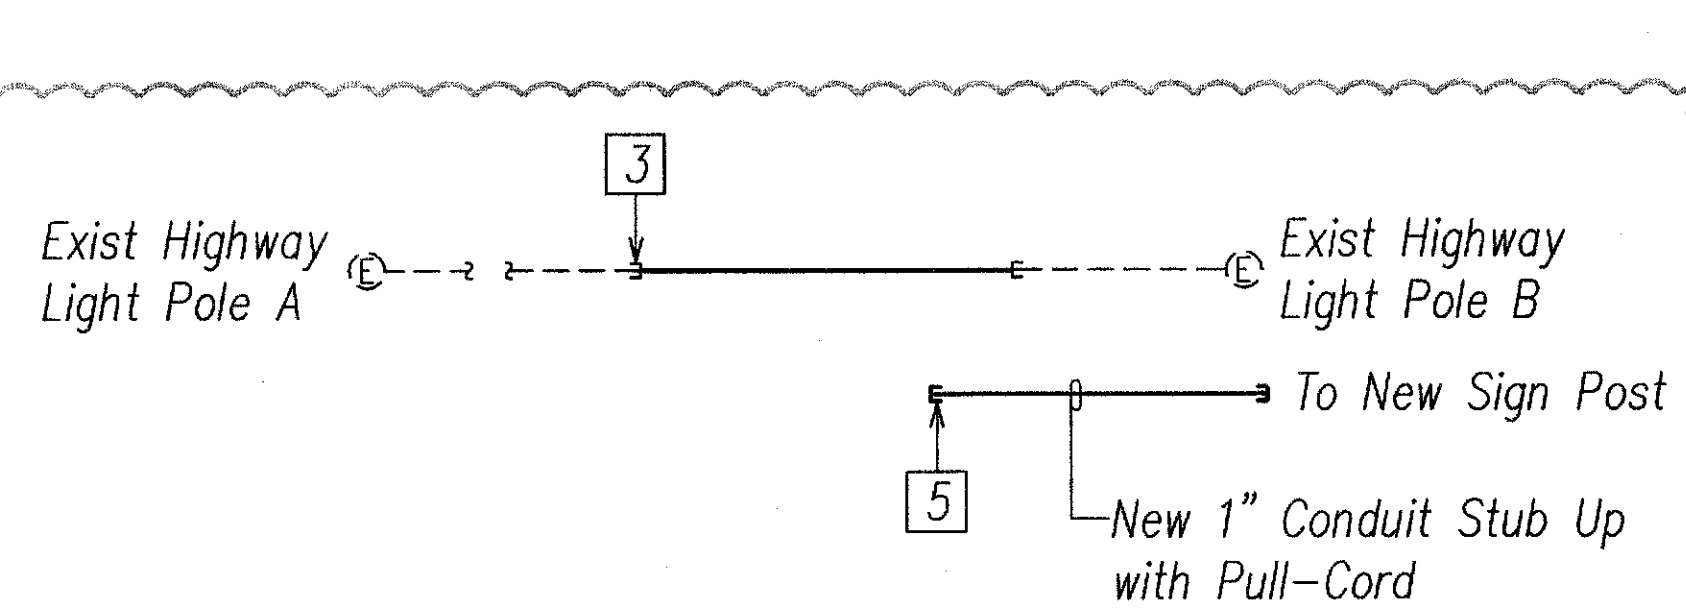 3
Exist Highway
Light Pole A
E
E
Exist Highway
Light Pole B
To New Sign Post
5
New 1" Conduit Stub Up
with Pull-Cord